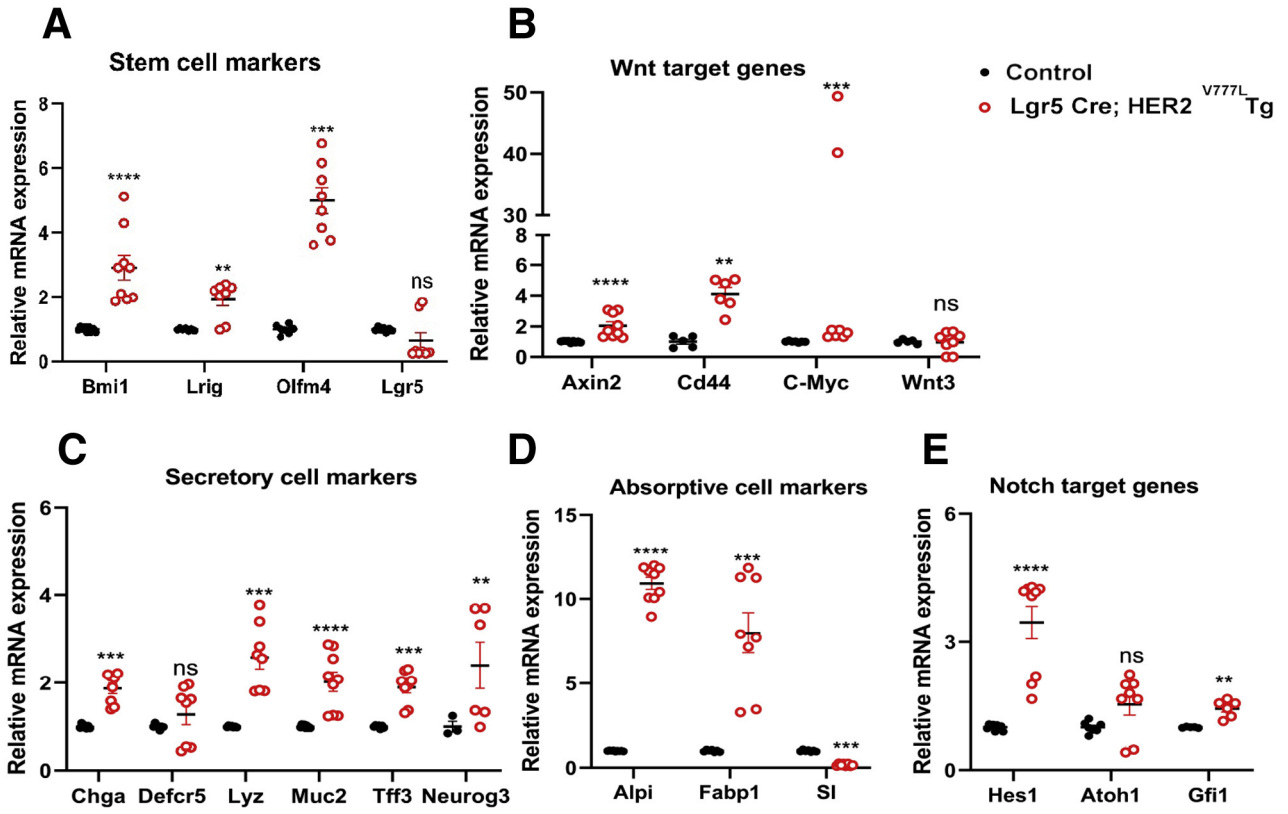 A
Stem cell markers
Relative mRNA expression
8
6
4
2
0
****
**
***
ns
Bmi1 Lrig Olfm4 Lgr5
B
Wnt target genes
Relative mRNA expression
50
40
30
8
6
4
2
0
****
**
***
ns
Axin2 Cd44 C-Myc Wnt3
Control
Lgr5 Cre; HER2 V777L Tg
C
Secretory cell markers
Relative mRNA expression
6
4
2
0
***
ns
***
****
***
**
Chga Defcr5 Lyz Muc2 Tff3 Neurog3
D
Absorptive cell markers
Relative mRNA expression
15
10
5
0
****
***
***
Alpi Fabp1 SI
E
Notch target genes
Relative mRNA expression
6
3
0
****
ns
**
Hes1 Atoh1 Gfi1